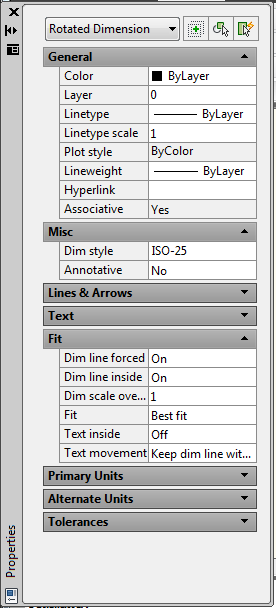 Rotated Dimension
General
Color ByLayer
Layer 0
Linetype ByLayer
Linetype scale 1
Plot style ByColor
Lineweight ByLayer
Hyperlink
Associative Yes
Misc
Dim style ISO-25
Annotative No
Lines & Arrows
Text
Fit
Dim line forced On
Dim line inside On
Dim scale ove... 1
Fit Best fit
Text inside Off
Text movement Keep dim line wit...
Primary Units
Alternate Units
Tolerances
Properties